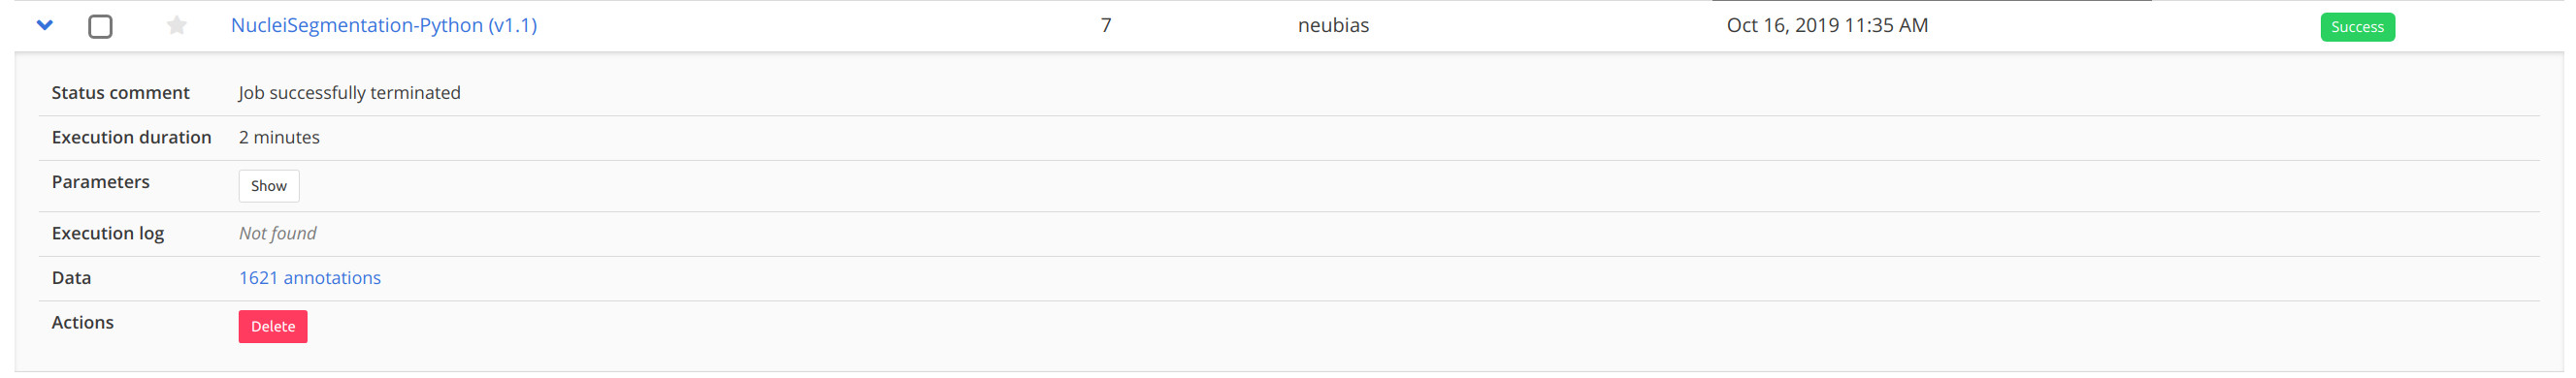 NucleiSegmentation-Python (v1.1) 7 neubias Oct 16, 2019 11:35 AM Success
Status comment Job successfully terminated
Execution duration 2 minutes
Parameters Show
Execution log Not found
Data 1621 annotations
Actions Delete